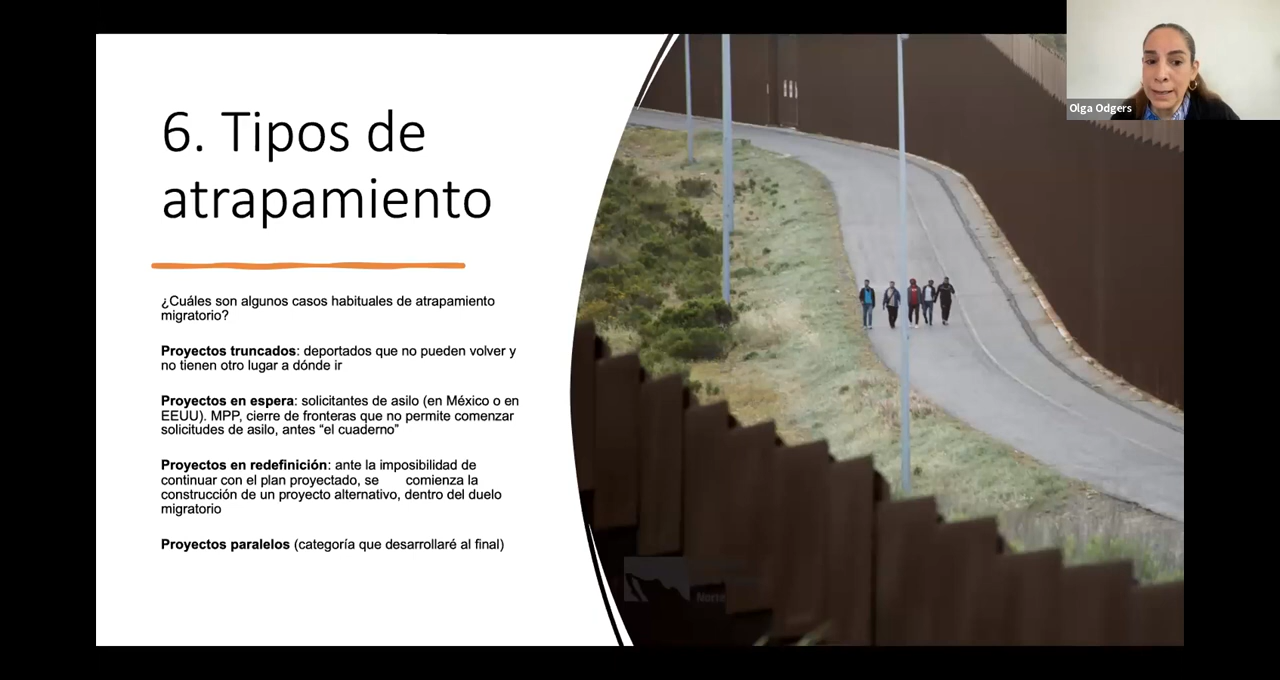 6. Tipos de
atrapamiento
¿Cuáles son algunos casos habituales de atrapamiento
migratorio?
Proyectos truncados: deportados que no pueden volver y
no tienen otro lugar a dónde ir
Proyectos en espera: solicitantes de asilo (en México o en
EEUU). MPP, cierre de fronteras que no permite comenzar
solicitudes de asilo, antes “el cuaderno”
Proyectos en redefinición: ante la imposibilidad de
continuar con el plan proyectado, se comienza la
construcción de un proyecto alternativo, dentro del duelo
migratorio
Proyectos paralelos (categoría que desarrollaré al final)
Olga Odgers